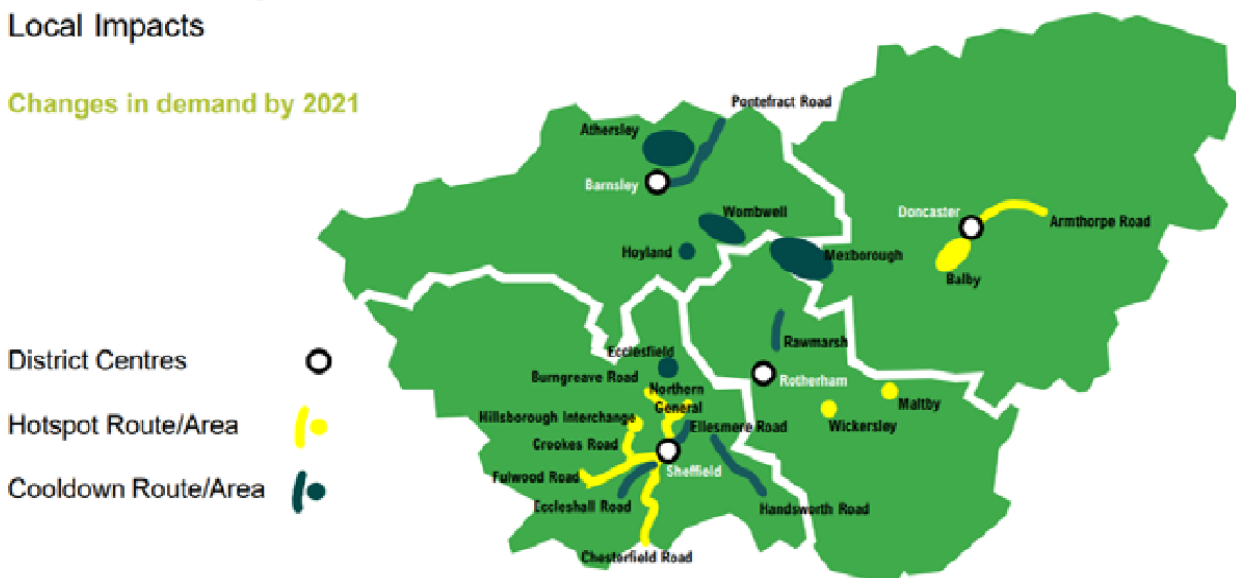 Local Impacts
Changes in demand by 2021
Pontefract Road
Athersley
Barnsley
Wombwell
Doncaster
Armthorpe Road
Hoyland
Mexborough
Balby
Rawmarsh
Ecclesfield
District Centres
Burngreave Road
Rotherham
Northern
General
Maltby
Hillsborough Interchange
Ellesmere Road
Wickersley
Hotspot Route/Area
Crookes Road
Sheffield
Fulwood Road
Cooldown Route/Area
Eccleshall Road
Handsworth Road
Chesterfield Road